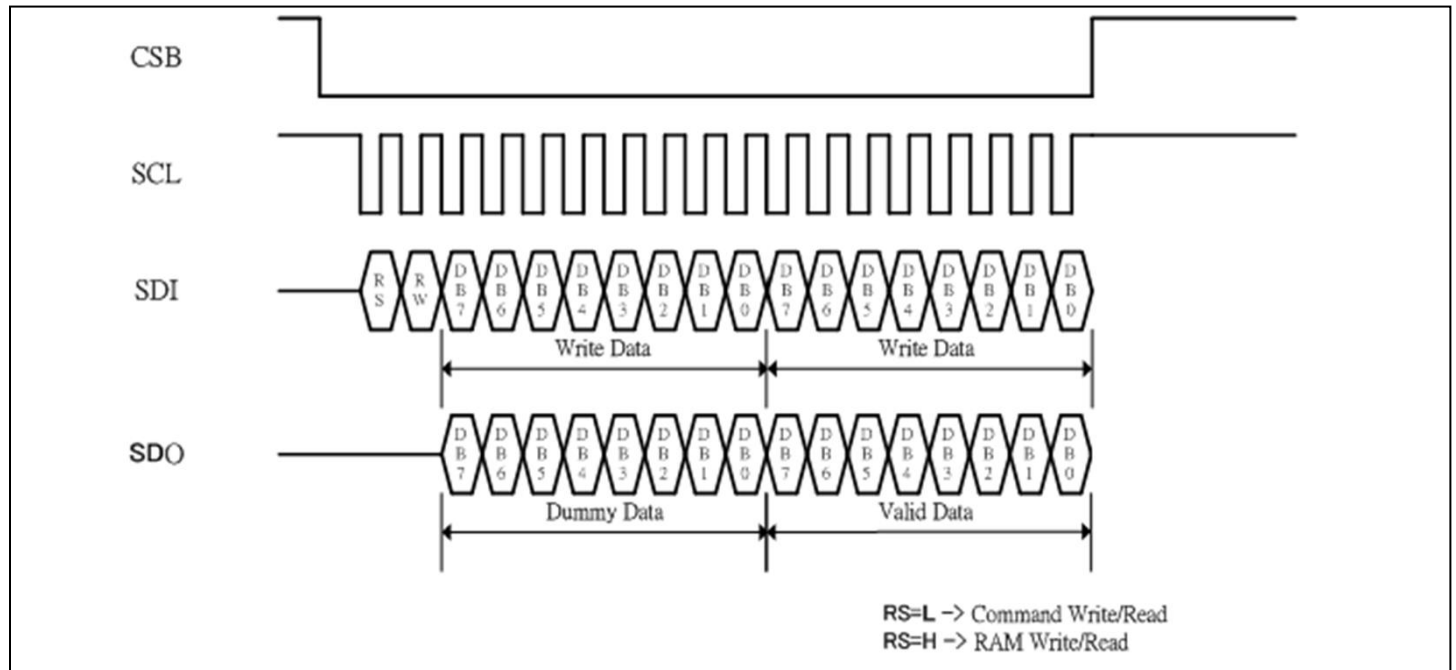 CSB
SCL
SDI
RS RW DB7 DB6 DB5 DB4 DB3 DB2 DB1 DB0 DB7 DB6 DB5 DB4 DB3 DB2 DB1 DB0
Write Data Write Data
SDO
DB7 DB6 DB5 DB4 DB3 DB2 DB1 DB0 DB7 DB6 DB5 DB4 DB3 DB2 DB1 DB0
Dummy Data Valid Data
RS=L -> Command Write/Read
RS=H -> RAM Write/Read